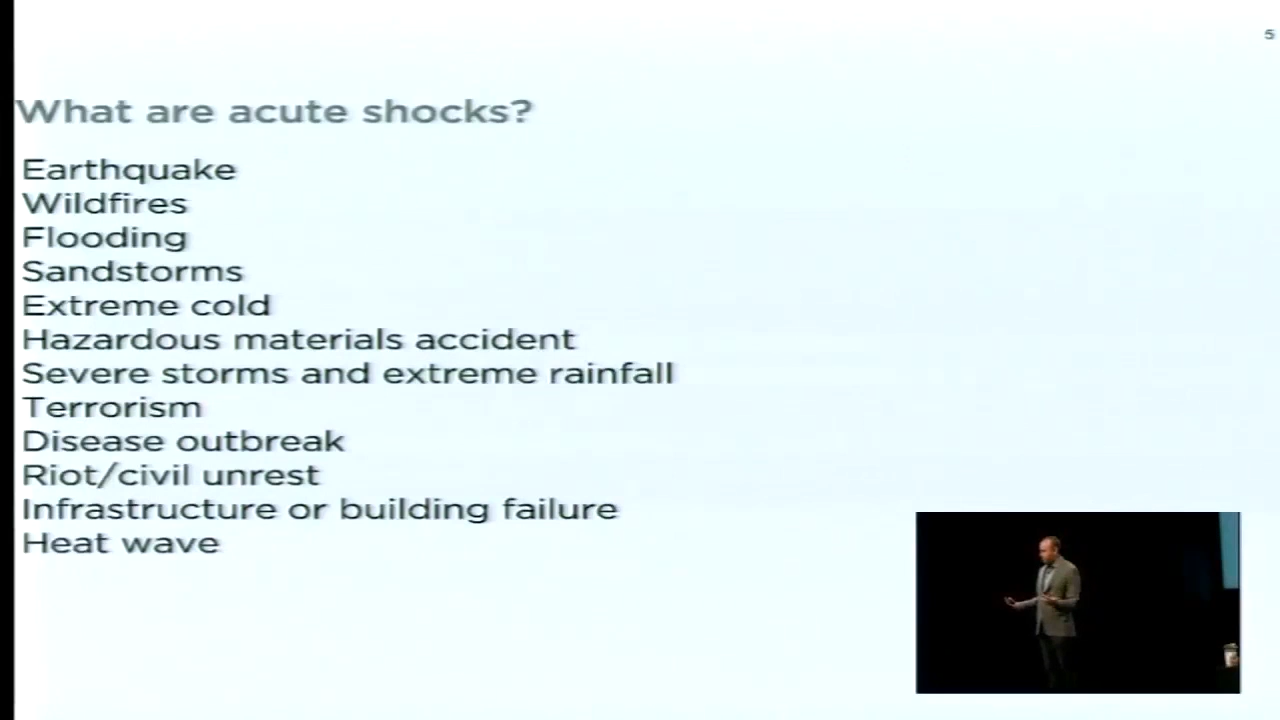 5
What are acute shocks?
Earthquake
Wildfires
Flooding
Sandstorms
Extreme cold
Hazardous materials accident
Severe storms and extreme rainfall
Terrorism
Disease outbreak
Riot/civil unrest
Infrastructure or building failure
Heat wave